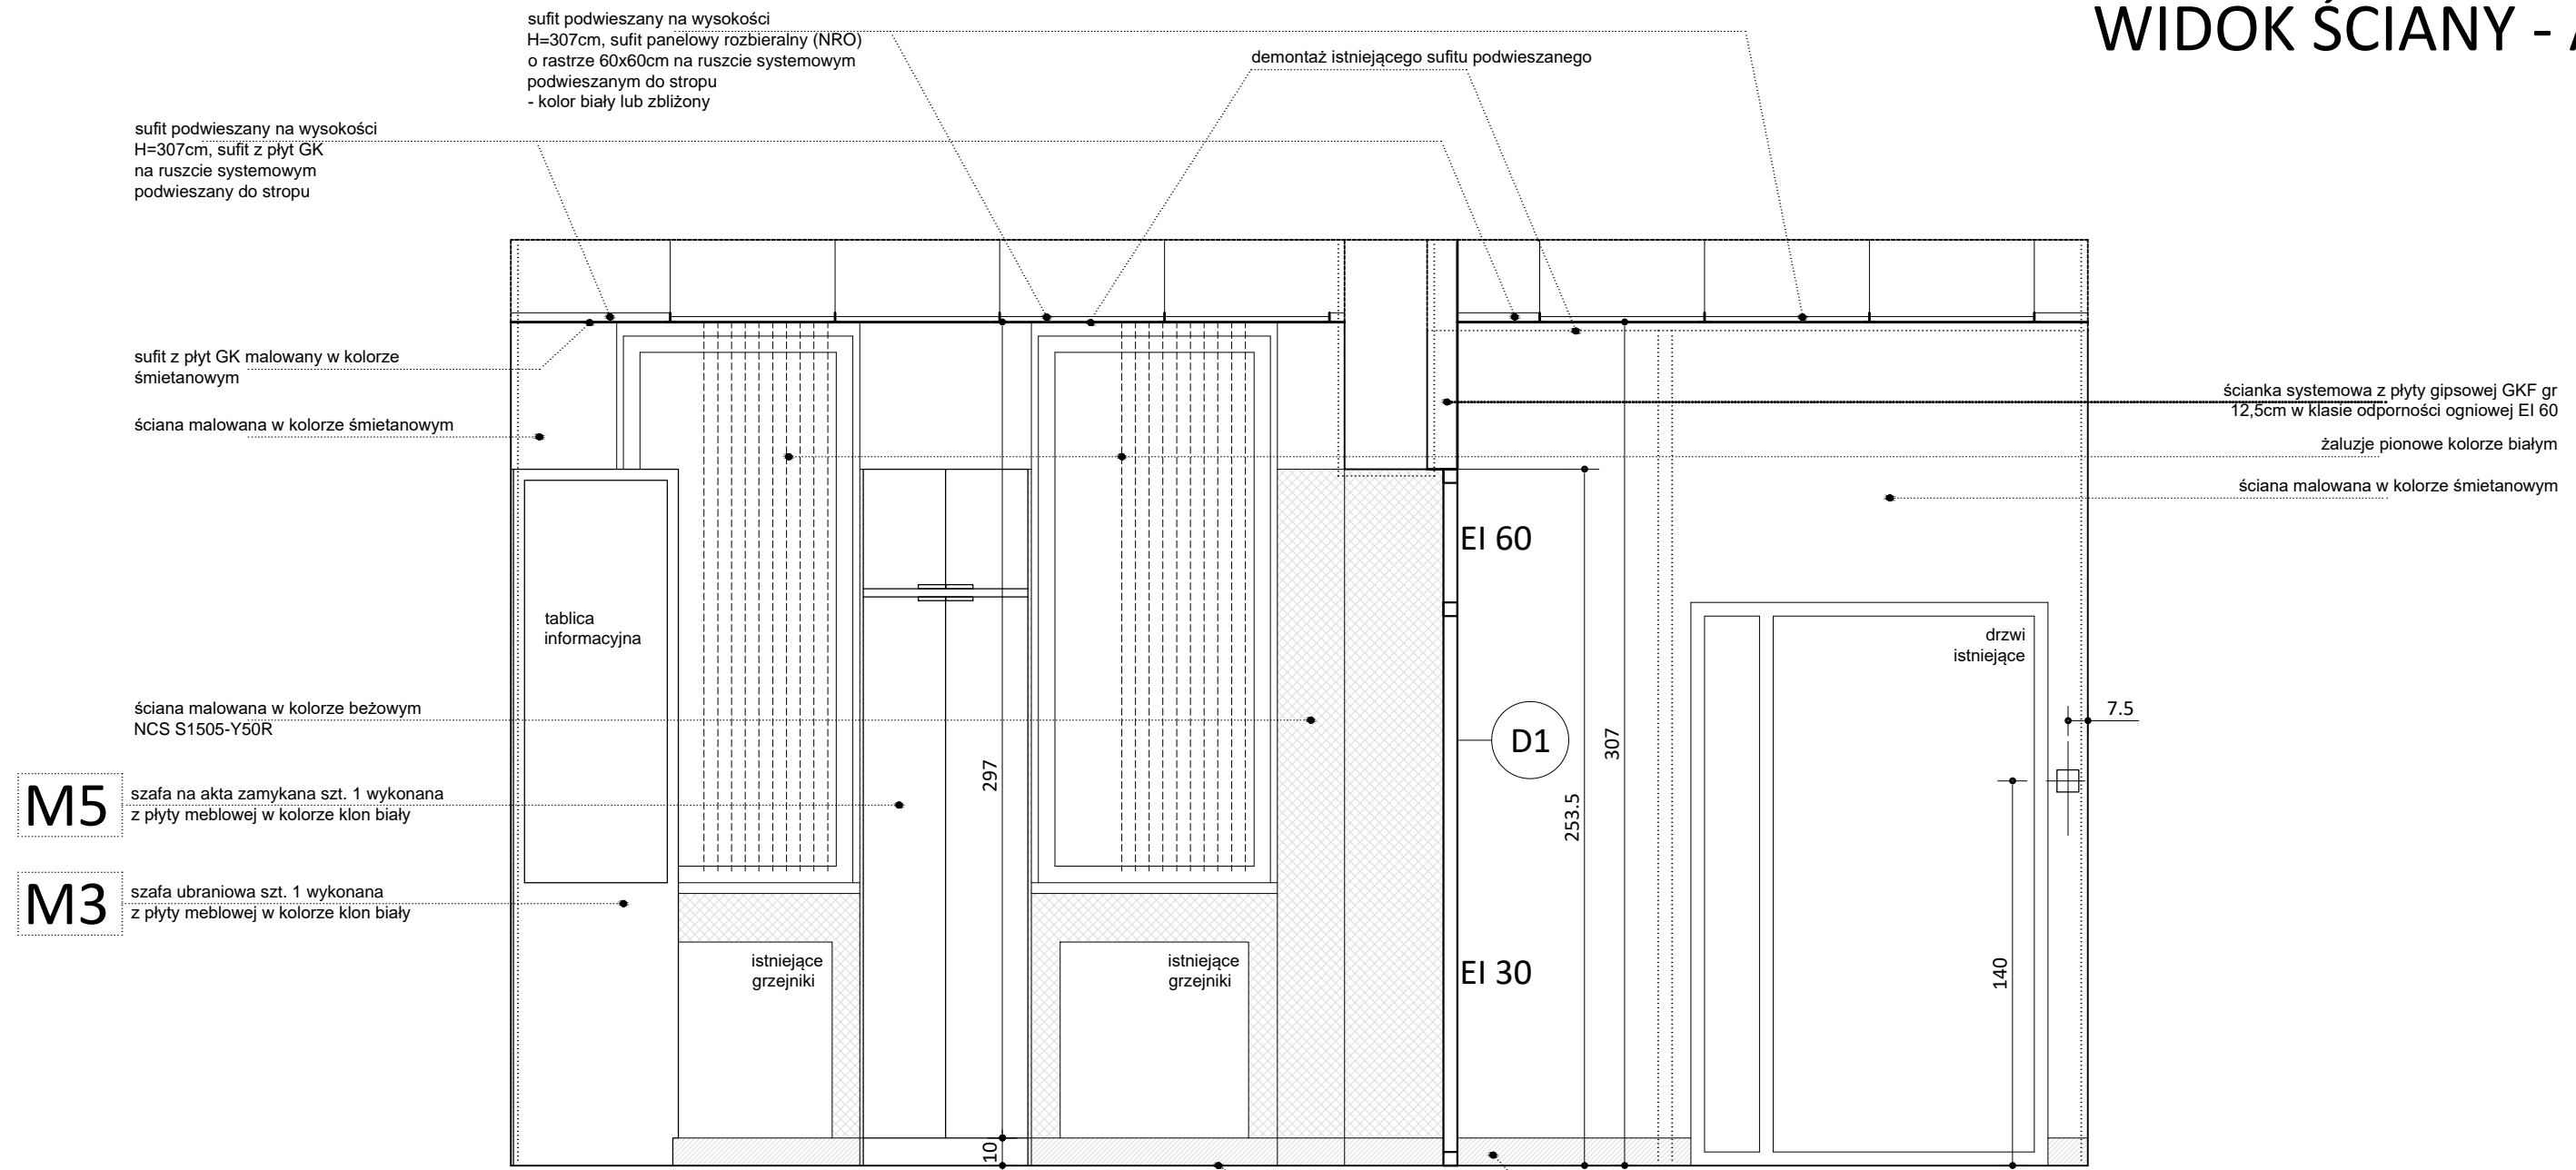 WIDOK ŚCIANY -
sufit podwieszany na wysokości
H=307cm, sufit panelowy rozbieralny (NRO)
o rastrze 60x60cm na ruszcie systemowym
podwieszanym do stropu
- kolor biały lub zbliżony
demontaż istniejącego sufitu podwieszanego
sufit podwieszany na wysokości
H=307cm, sufit z płyt GK
na ruszcie systemowym
podwieszany do stropu
sufit z płyt GK malowany w kolorze
śmietanowym
ściana malowana w kolorze śmietanowym
ścianka systemowa z płyty gipsowej GKF gr
12,5cm w klasie odporności ogniowej EI 60
żaluzje pionowe kolorze białym
ściana malowana w kolorze śmietanowym
EI 60
tablica
informacyjna
drzwi
istniejące
ściana malowana w kolorze beżowym
NCS S1505-Y50R
D1
7.5
307
297
253.5
M5
szafa na akta zamykana szt. 1 wykonana
z płyty meblowej w kolorze klon biały
M3
szafa ubraniowa szt. 1 wykonana
z płyty meblowej w kolorze klon biały
istniejące
grzejniki
istniejące
grzejniki
EI 30
140
10